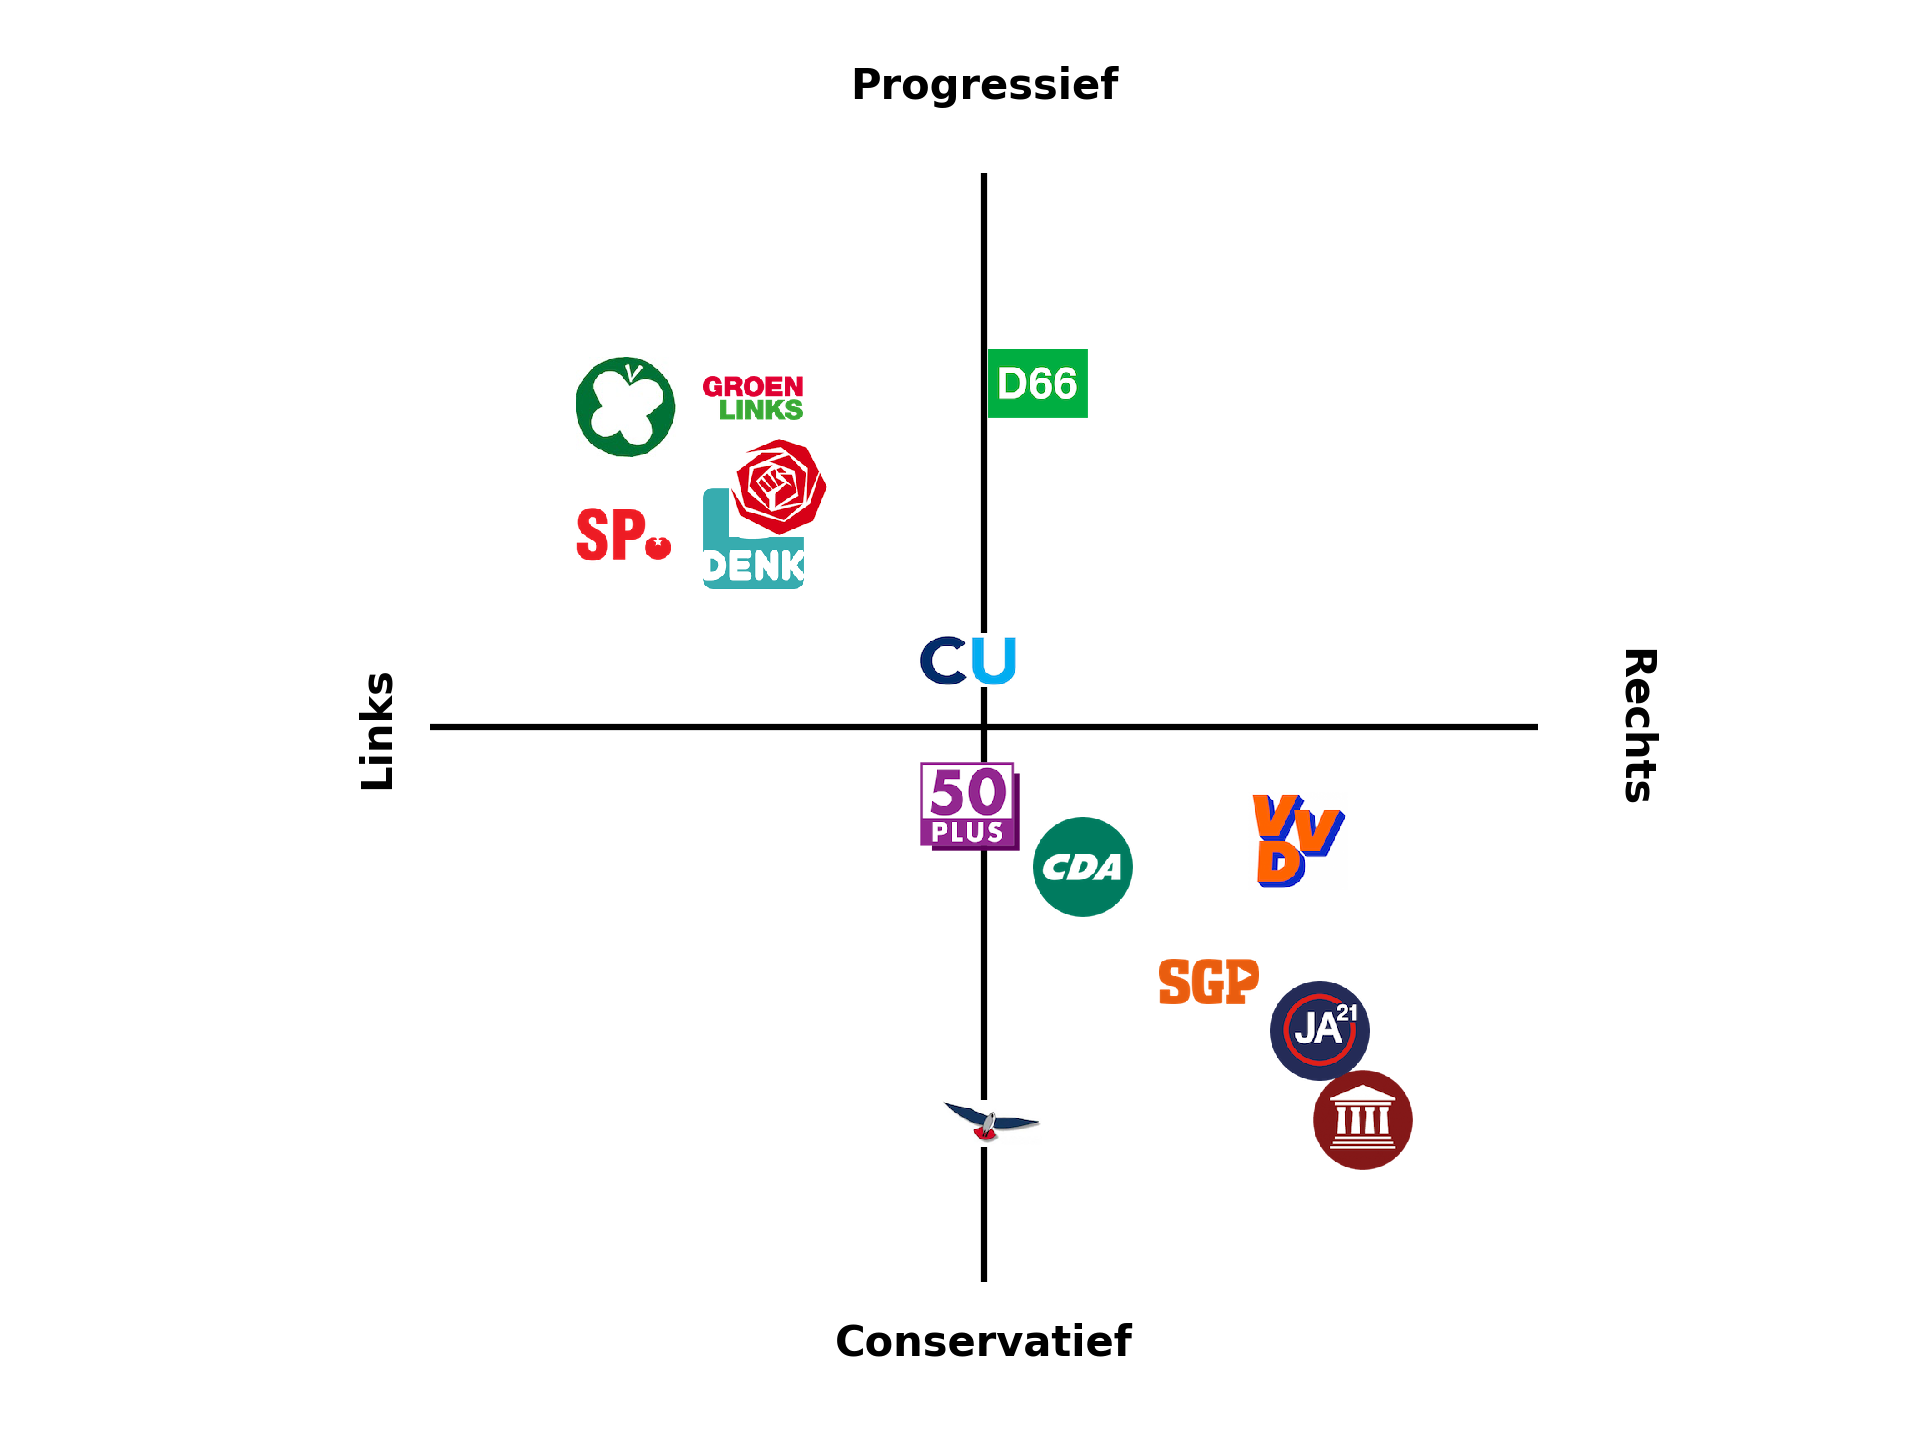 Progressief
D66
GROEN
LINKS
SP
DENK
CU
Links
Rechts
50
PLUS
VVD
CDA
SGP
JA21
Conservatief